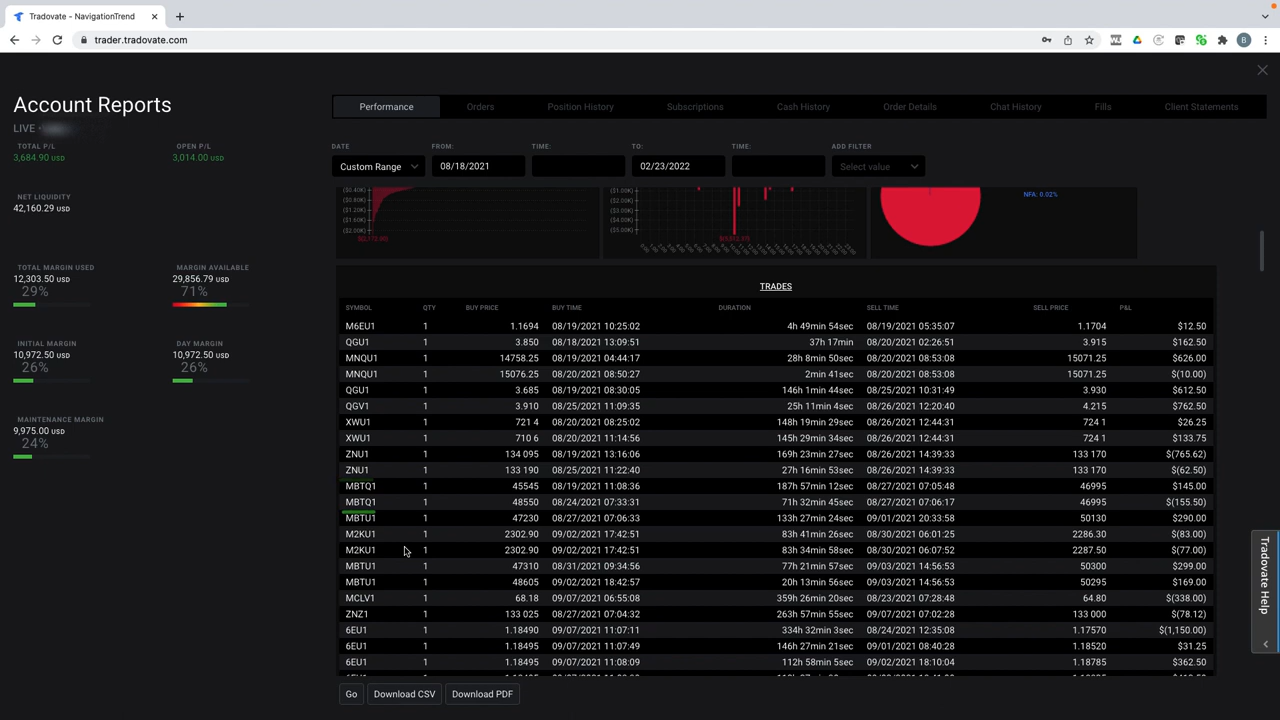 Tradovate - NavigationTrend
trader.tradovate.com
B
Account Reports
LIVE
TOTAL P/L OPEN P/L
3,684.90 USD 3,014.00 USD
NET LIQUIDITY
42,160.29 USD
TOTAL MARGIN USED MARGIN AVAILABLE
12,303.50 USD 29,856.79 USD
29% 71%
INITIAL MARGIN DAY MARGIN
10,972.50 USD 10,972.50 USD
26% 26%
MAINTENANCE MARGIN
9,975.00 USD
24%
Performance Orders Position History Subscriptions Cash History Order Details Chat History Fills Client Statements
DATE FROM: TIME: TO: TIME: ADD FILTER
Custom Range 08/18/2021 02/23/2022 Select value
($0.40K) ($1.00K) NFA: 0.02%
($0.80K) ($2.00K)
($1.20K) ($3.00K)
($1.60K) ($4.00K)
($2.00K) ($5.00K)
TRADES
SYMBOL QTY BUY PRICE BUY TIME DURATION SELL TIME SELL PRICE P&L
M6EU1 1 1.1694 08/19/2021 10:25:02 4h 49min 54sec 08/19/2021 05:35:07 1.1704 $12.50
QGU1 1 3.850 08/18/2021 13:09:51 37h 17min 08/20/2021 02:26:51 3.915 $162.50
MNQU1 1 14758.25 08/19/2021 04:44:17 28h 8min 50sec 08/20/2021 08:53:08 15071.25 $626.00
MNQU1 1 15076.25 08/20/2021 08:50:27 2min 41sec 08/20/2021 08:53:08 15071.25 $(10.00)
QGU1 1 3.685 08/19/2021 08:30:05 146h 1min 44sec 08/25/2021 10:31:49 3.930 $612.50
QGV1 1 3.910 08/25/2021 11:09:35 25h 11min 4sec 08/26/2021 12:20:40 4.215 $762.50
XWU1 1 721 4 08/20/2021 08:25:02 148h 19min 29sec 08/26/2021 12:44:31 724 1 $26.25
XWU1 1 710 6 08/20/2021 11:14:56 145h 29min 34sec 08/26/2021 12:44:31 724 1 $133.75
ZNU1 1 134 095 08/19/2021 13:16:06 169h 23min 27sec 08/26/2021 14:39:33 133 170 $(765.62)
ZNU1 1 133 190 08/25/2021 11:22:40 27h 16min 53sec 08/26/2021 14:39:33 133 170 $(62.50)
MBTQ1 1 45545 08/19/2021 11:08:36 187h 57min 12sec 08/27/2021 07:05:48 46995 $145.00
MBTQ1 1 48550 08/24/2021 07:33:31 71h 32min 45sec 08/27/2021 07:06:17 46995 $(155.50)
MBTU1 1 47230 08/27/2021 07:06:33 133h 27min 24sec 09/01/2021 20:33:58 50130 $290.00
M2KU1 1 2302.90 09/02/2021 17:42:51 83h 41min 26sec 08/30/2021 06:01:25 2286.30 $(83.00)
M2KU1 1 2302.90 09/02/2021 17:42:51 83h 34min 58sec 08/30/2021 06:07:52 2287.50 $(77.00)
MBTU1 1 47310 08/31/2021 09:34:56 77h 21min 57sec 09/03/2021 14:56:53 50300 $299.00
MBTU1 1 48605 09/02/2021 18:42:57 20h 13min 56sec 09/03/2021 14:56:53 50295 $169.00
MCLV1 1 68.18 09/07/2021 06:55:08 359h 26min 20sec 08/23/2021 07:28:48 64.80 $(338.00)
ZNZ1 1 133 025 08/27/2021 07:04:32 263h 57min 55sec 09/07/2021 07:02:28 133 000 $(78.12)
6EU1 1 1.18490 09/07/2021 11:07:11 334h 32min 3sec 08/24/2021 12:35:08 1.17570 $(1,150.00)
6EU1 1 1.18495 09/07/2021 11:07:49 146h 27min 21sec 09/01/2021 08:40:28 1.18520 $31.25
6EU1 1 1.18495 09/07/2021 11:08:09 112h 58min 5sec 09/02/2021 18:10:04 1.18785 $362.50
Go Download CSV Download PDF
Tradovate Help